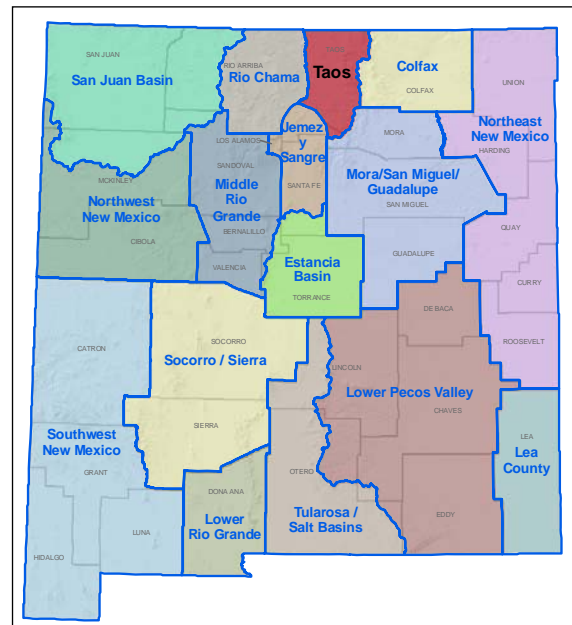 SAN JUAN
San Juan Basin
RIO ARRIBA
Rio Chama
TAOS
Taos
Colfax
COLFAX
UNION
Northeast
New Mexico
HARDING
LOS ALAMOS
Jemez
y
Sangre
MORA
Mora/San Miguel/
Guadalupe
SAN MIGUEL
MCKINLEY
Northwest
New Mexico
CIBOLA
SANDOVAL
Middle
Rio
Grande
BERNALILLO
VALENCIA
SANTA FE
Estancia
Basin
TORRANCE
GUADALUPE
QUAY
CURRY
ROOSEVELT
DE BACA
CATRON
SOCORRO
Socorro / Sierra
SIERRA
LINCOLN
Lower Pecos Valley
CHAVES
Southwest
New Mexico
GRANT
LUNA
HIDALGO
DONA ANA
Lower
Rio Grande
OTERO
Tularosa /
Salt Basins
EDDY
LEA
Lea
County